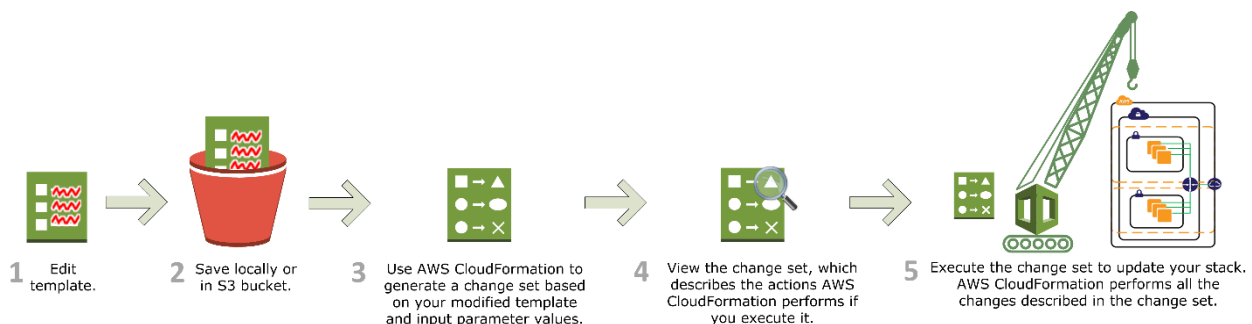 1 Edit
template.
2 Save locally or
in S3 bucket.
3 Use AWS CloudFormation to
generate a change set based
on your modified template
and input parameter values.
4 View the change set, which
describes the actions AWS
CloudFormation performs if
you execute it.
5 Execute the change set to update your stack.
AWS CloudFormation performs all the
changes described in the change set.